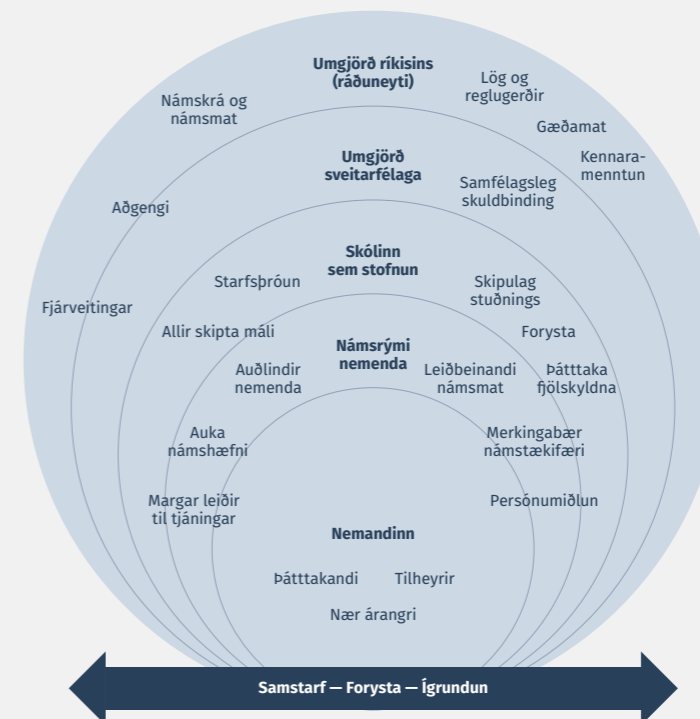 Umgjörð ríkisins
(ráðuneyti)
Námskrá og
námsmat
Lög og
reglugerðir
Gæðamat
Kennara-
menntun
Umgjörð
sveitarfélaga
Aðgengi
Samfélagsleg
skuldbinding
Fjárveitingar
Skólinn
sem stofnun
Starfsþróun
Skipulag
stuðnings
Allir skipta máli
Forysta
Námsrými
nemenda
Auðlindir
nemenda
Leiðbeinandi
námsmat
Þátttaka
fjölskyldna
Auka
námshæfni
Merkingabær
námstækifæri
Margar leiðir
til tjáningar
Persónumiðlun
Nemandinn
Þátttakandi
Tilheyrir
Nær árangri
Samstarf — Forysta — Ígrundun